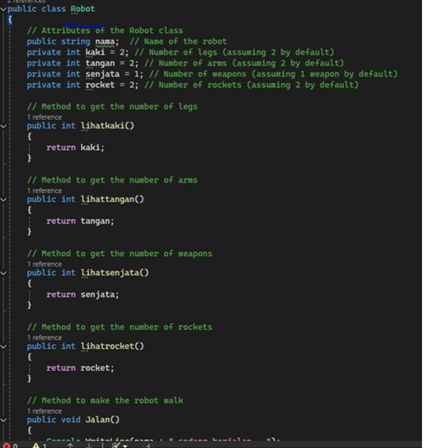 2 references
public class Robot
{
// Attributes of the Robot class
public string nama;  // Name of the robot
private int kaki = 2; // Number of legs (assuming 2 by default)
private int tangan = 2; // Number of arms (assuming 2 by default)
private int senjata = 1; // Number of weapons (assuming 1 weapon by default)
private int rocket = 2; // Number of rockets (assuming 2 by default)
// Method to get the number of legs
1 reference
public int lihatkaki()
{
return kaki;
}
// Method to get the number of arms
1 reference
public int lihattangan()
{
return tangan;
}
// Method to get the number of weapons
1 reference
public int lihatsenjata()
{
return senjata;
}
// Method to get the number of rockets
1 reference
public int lihatrocket()
{
return rocket;
}
// Method to make the robot walk
1 reference
public void Jalan()
{